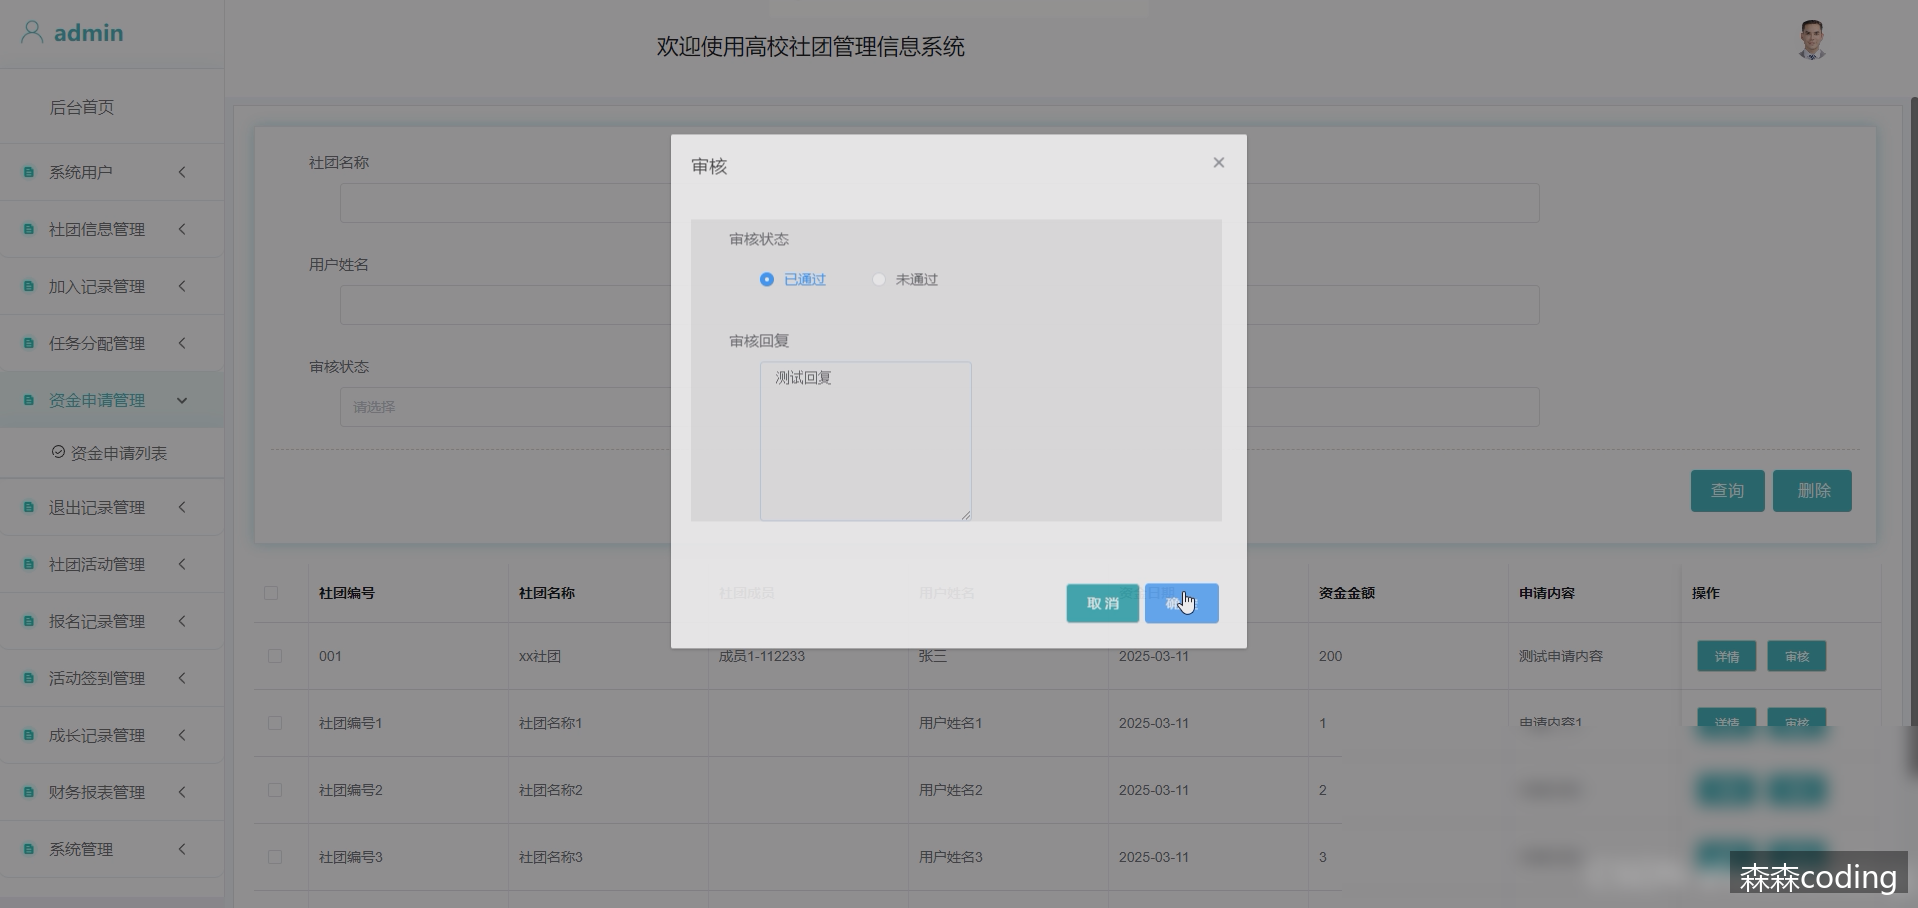 admin
欢迎使用高校社团管理信息系统
后台首页
系统用户
社团信息管理
加入记录管理
任务分配管理
资金申请管理
资金申请列表
退出记录管理
社团活动管理
报名记录管理
活动签到管理
成长记录管理
财务报表管理
系统管理
社团名称
用户姓名
审核状态
请选择
查询 删除
审核
审核状态
已通过 未通过
审核回复
测试回复
取消
社团编号 社团名称 社团成员 用户姓名 资金金额 申请内容 操作
001 xx社团 成员1-112233 张三 2025-03-11 200 测试申请内容 详情 审核
社团编号1 社团名称1 用户姓名1 2025-03-11 1 申请内容1 详情 审核
社团编号2 社团名称2 用户姓名2 2025-03-11 2
社团编号3 社团名称3 用户姓名3 2025-03-11 3
森森coding